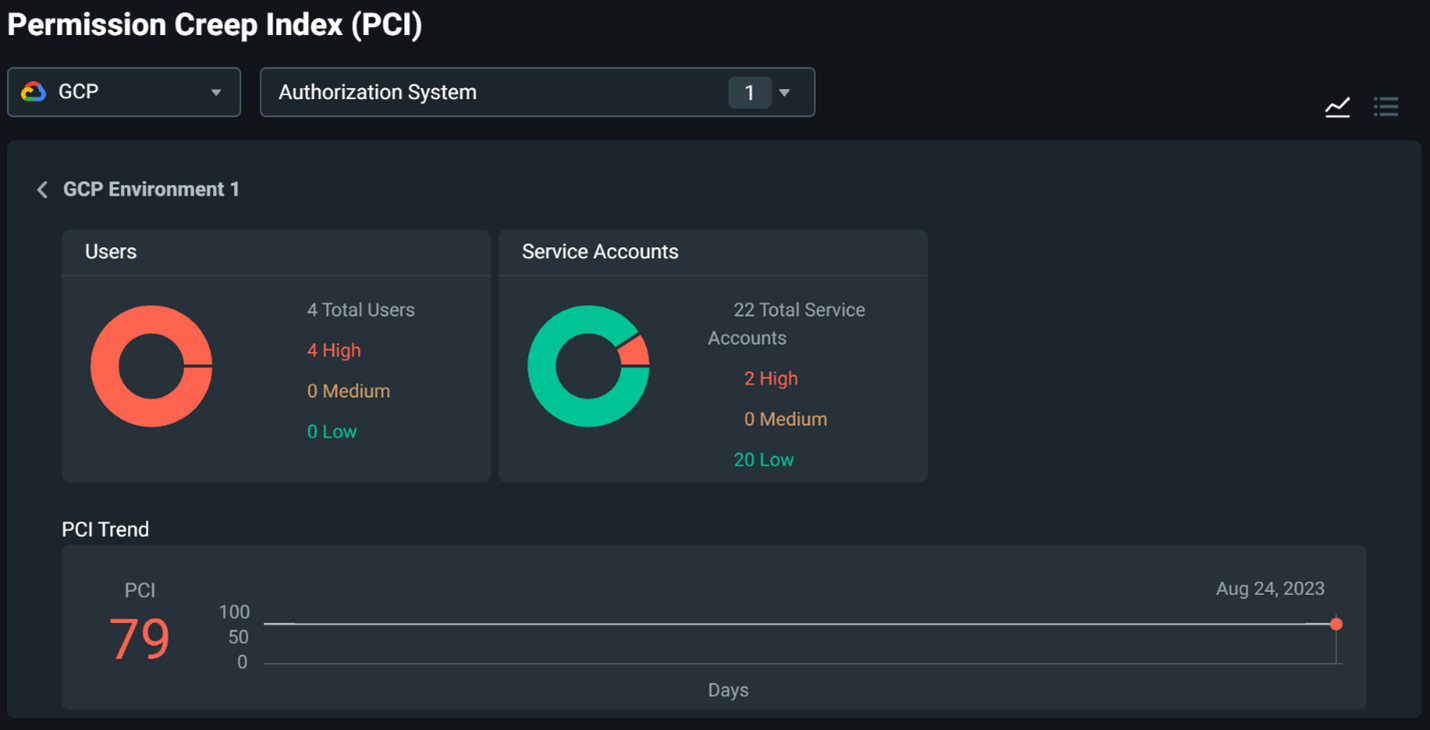 Permission Creep Index (PCI)
GCP
Authorization System
1
GCP Environment 1
Users
4 Total Users
4 High
0 Medium
0 Low
Service Accounts
22 Total Service
Accounts
2 High
0 Medium
20 Low
PCI Trend
PCI
79
100
50
0
Aug 24, 2023
Days